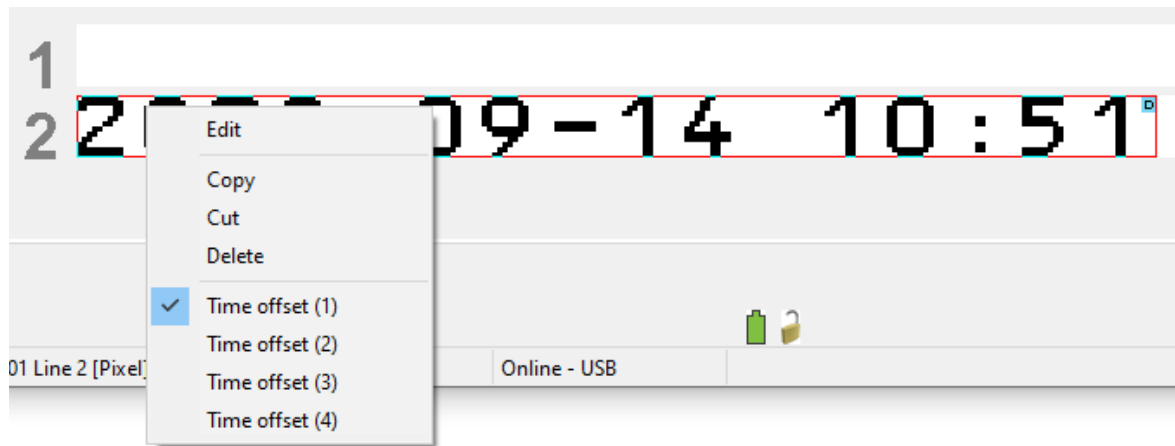 1
2 09-14 10:51 D
Edit
Copy
Cut
Delete
Time offset (1)
Time offset (2)
Time offset (3)
Time offset (4)
01 Line 2 [Pixel] Online - USB